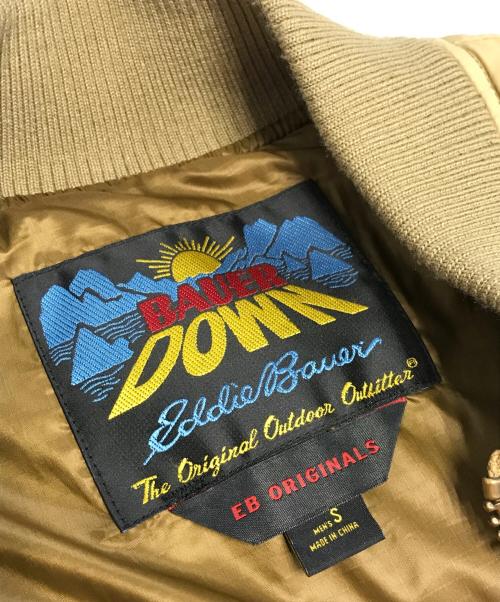 BAUER
DOWN
Eddie Bauer
The Original Outdoor Outfitter®
EB ORIGINALS
MEN'S S
MADE IN CHINA